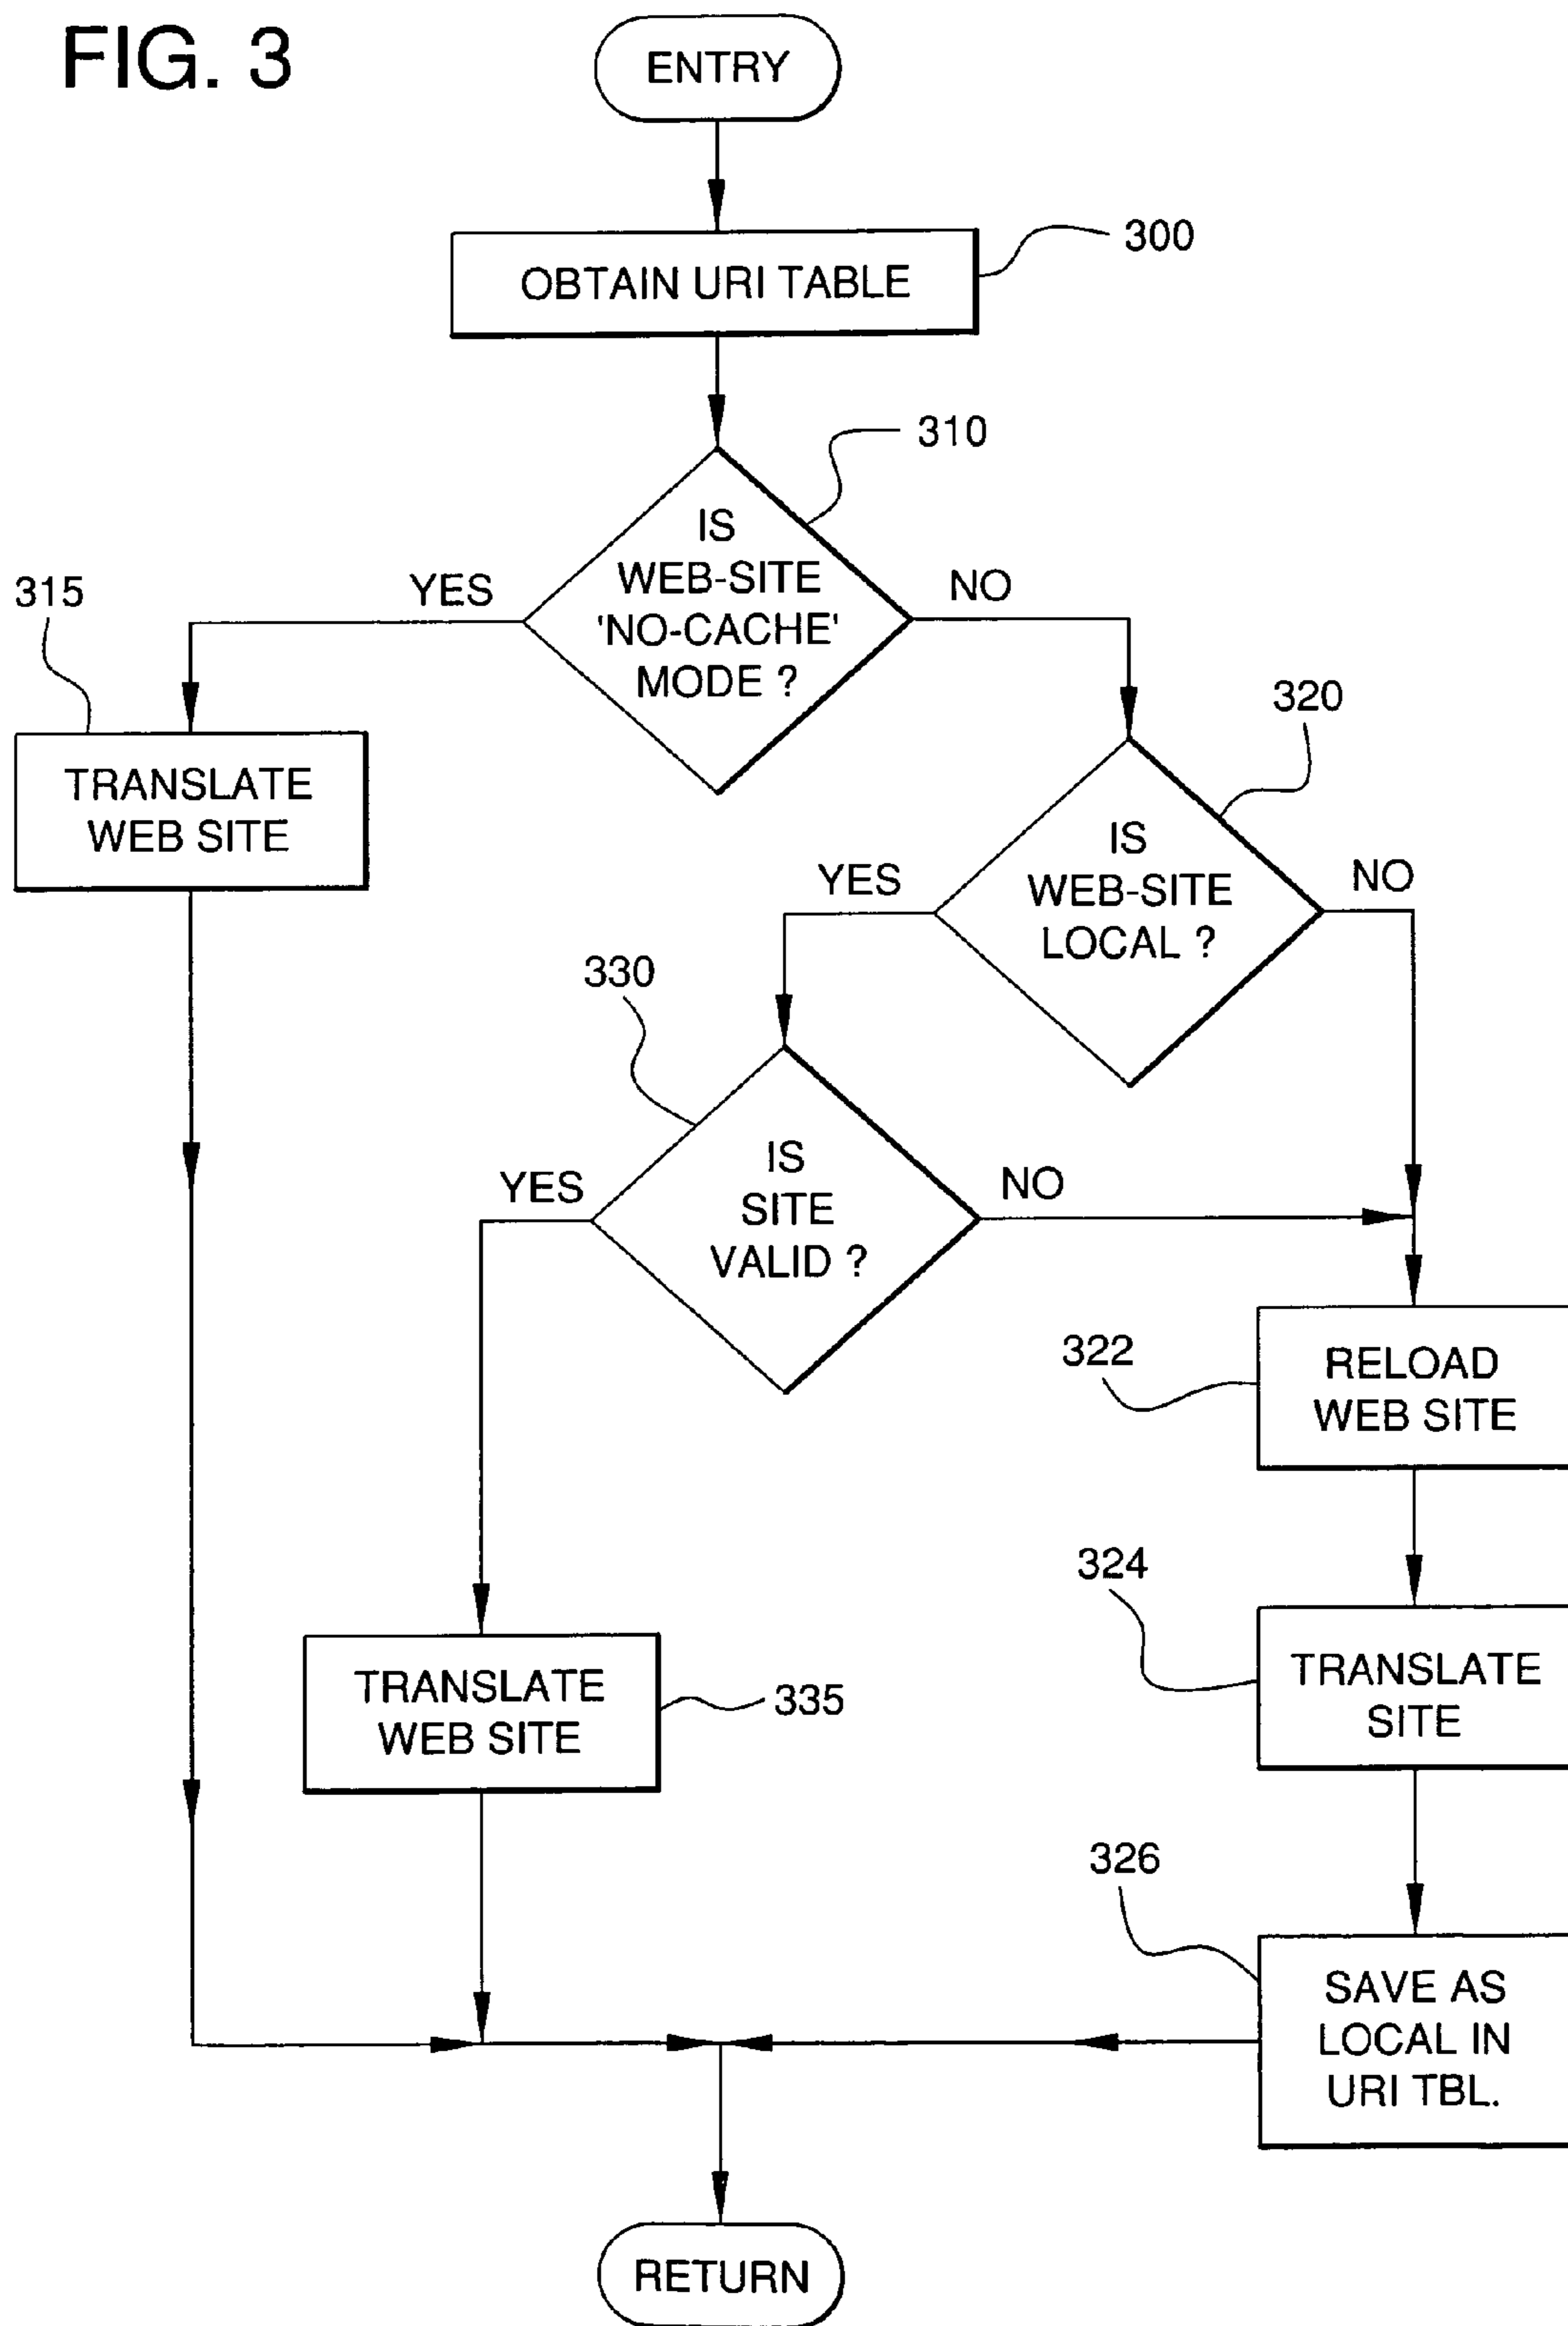 FIG. 3
ENTRY
300
OBTAIN URI TABLE
310
IS
WEB-SITE
'NO-CACHE'
MODE ?
YES
NO
315
TRANSLATE
WEB SITE
320
IS
WEB-SITE
LOCAL ?
YES
NO
330
IS
SITE
VALID ?
YES
NO
322
RELOAD
WEB SITE
324
TRANSLATE
SITE
TRANSLATE
WEB SITE
335
326
SAVE AS
LOCAL IN
URI TBL.
RETURN